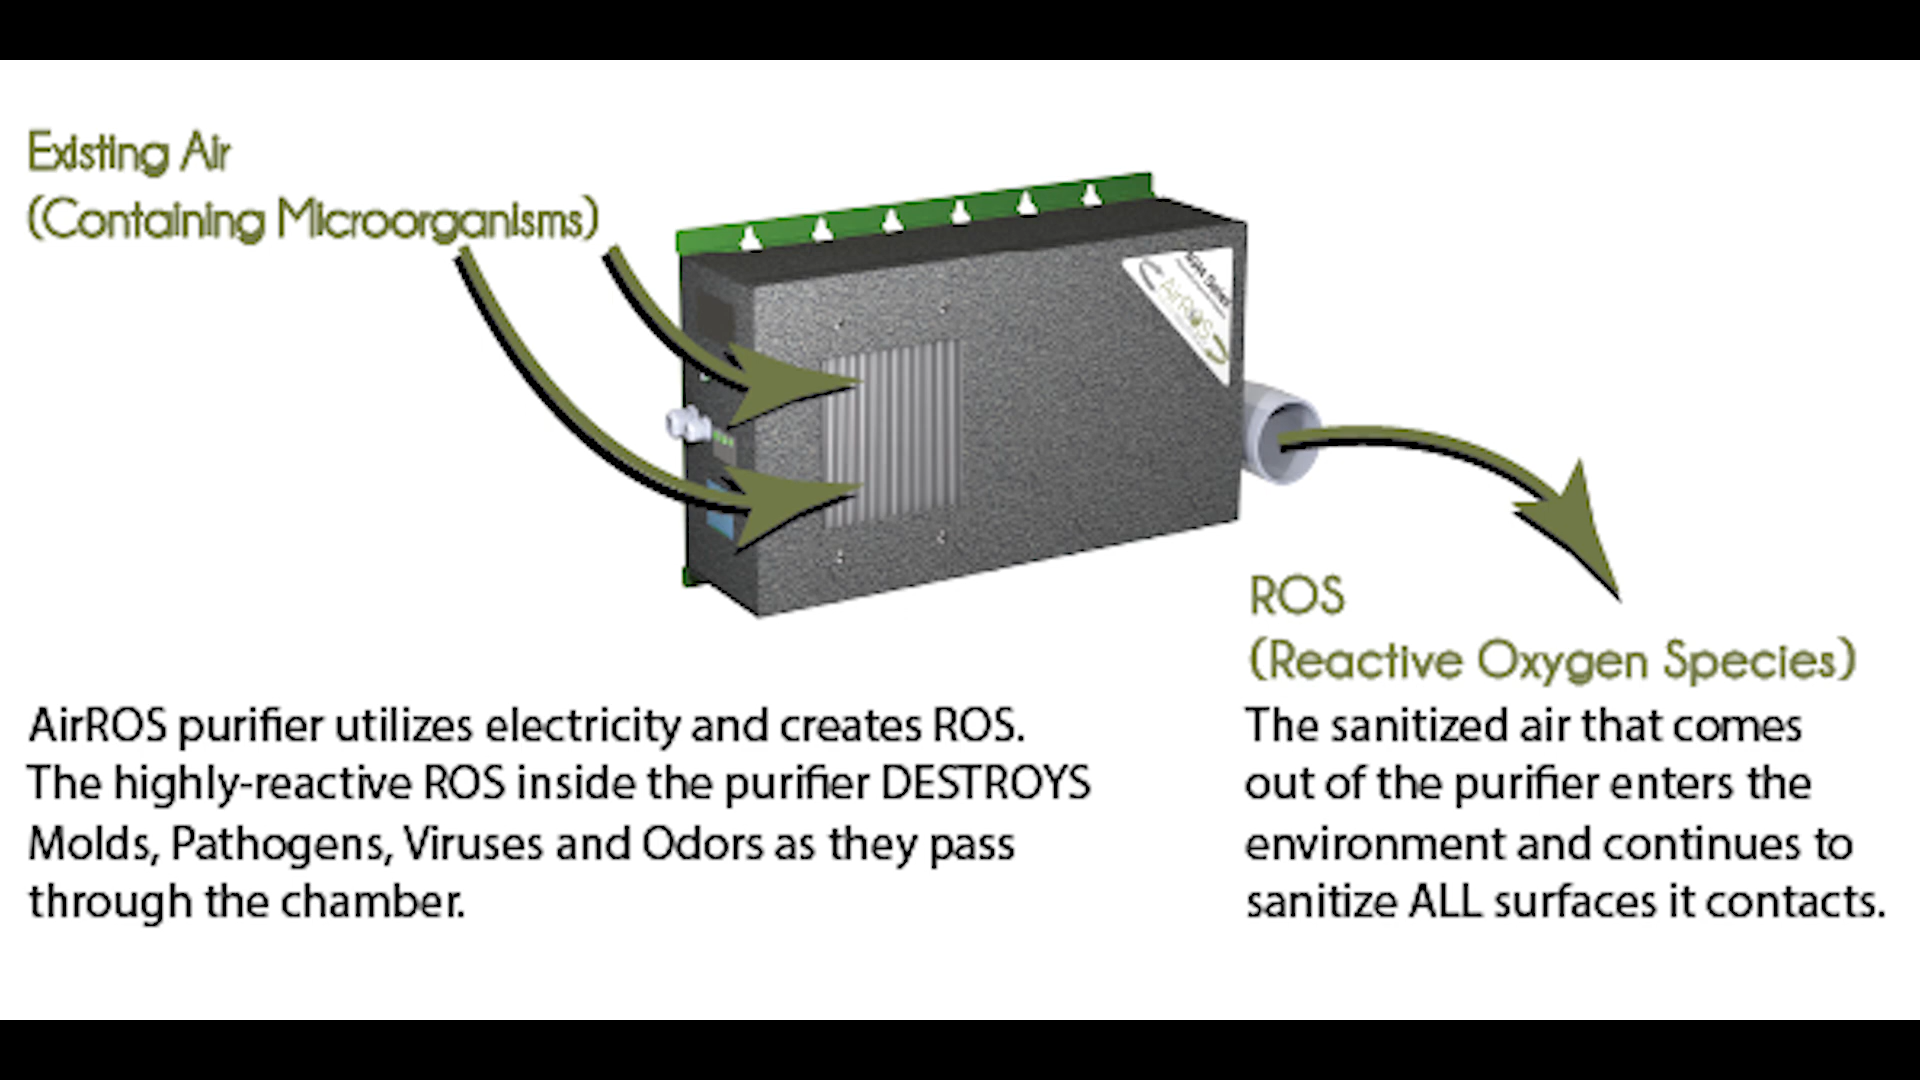 Existing Air
(Containing Microorganisms)
AirROS
ROS
(Reactive Oxygen Species)
AirROS purifier utilizes electricity and creates ROS.
The highly-reactive ROS inside the purifier DESTROYS
Molds, Pathogens, Viruses and Odors as they pass
through the chamber.
The sanitized air that comes
out of the purifier enters the
environment and continues to
sanitize ALL surfaces it contacts.